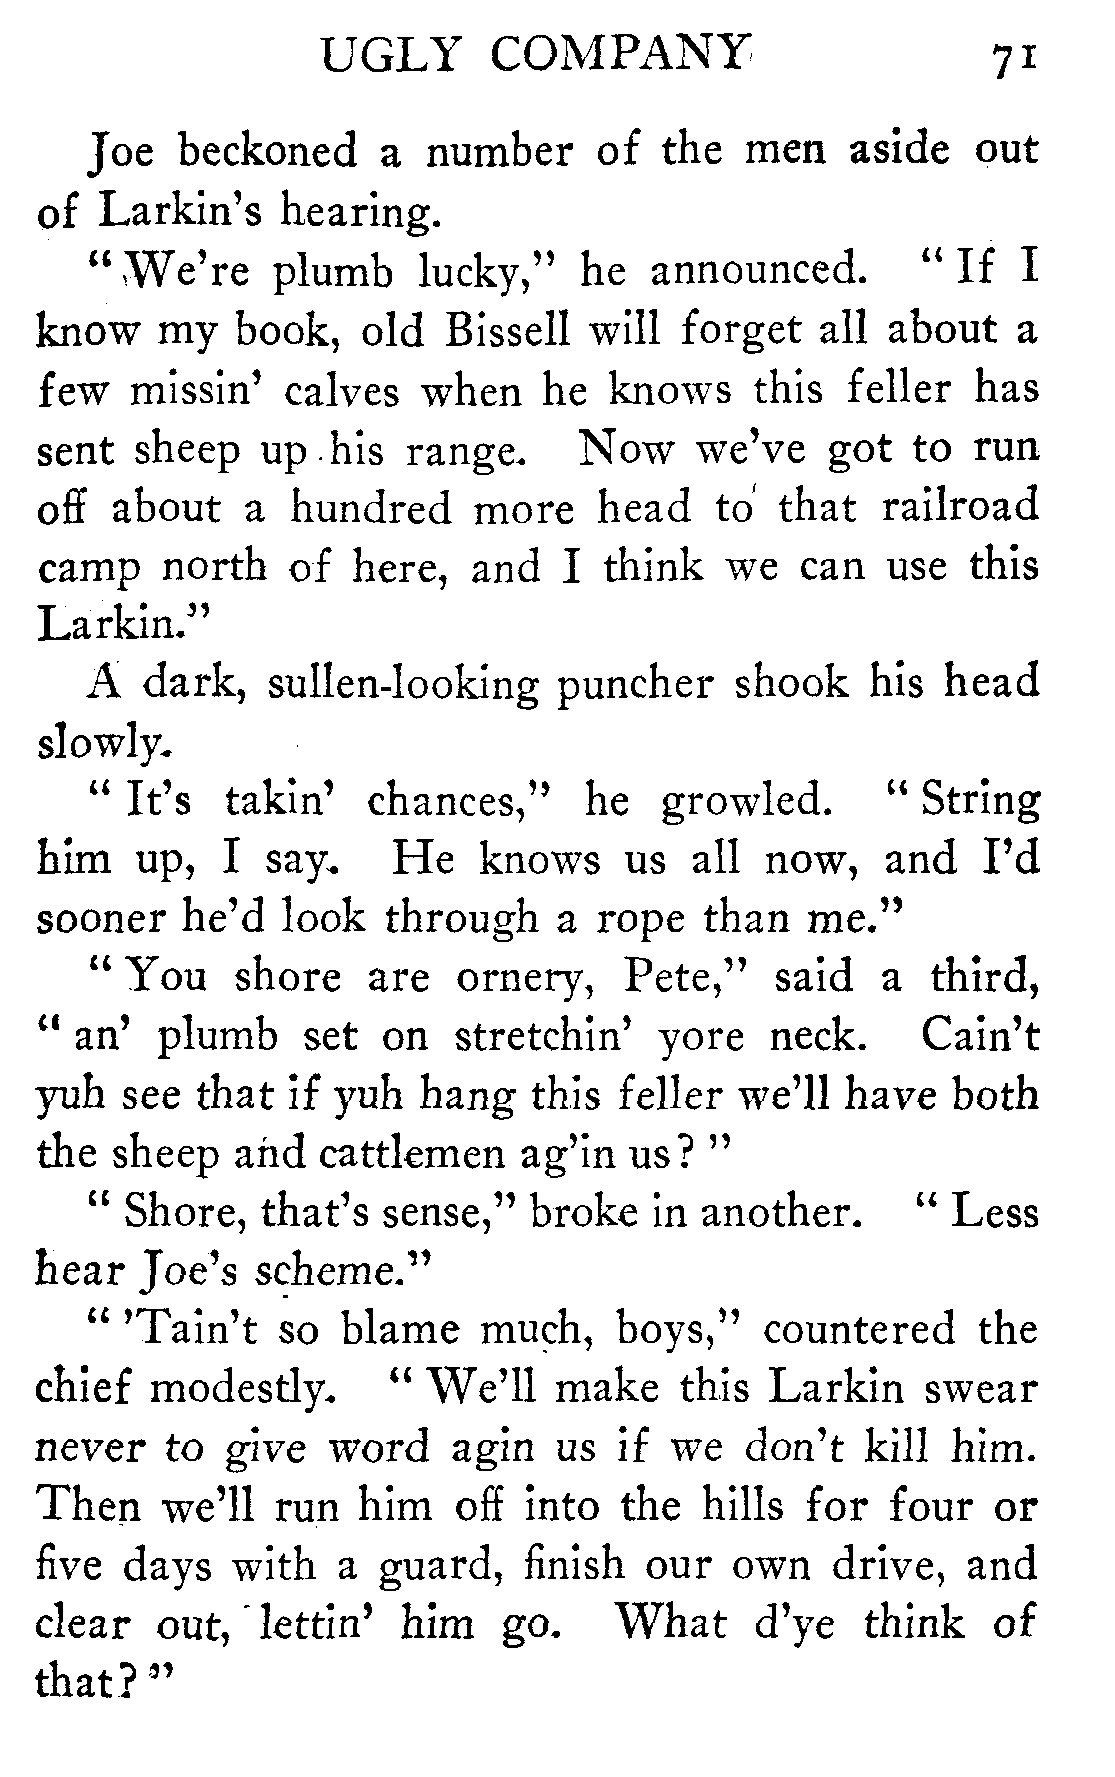 UGLY COMPANY 71
Joe beckoned a number of the men aside out
of Larkin's hearing.
"We're plumb lucky," he announced. "If I
know my book, old Bissell will forget all about a
few missin' calves when he knows this feller has
sent sheep up his range. Now we've got to run
off about a hundred more head to that railroad
camp north of here, and I think we can use this
Larkin."
A dark, sullen-looking puncher shook his head
slowly.
"It's takin' chances," he growled. "String
him up, I say. He knows us all now, and I'd
sooner he'd look through a rope than me."
"You shore are ornery, Pete," said a third,
"an' plumb set on stretchin' yore neck. Cain't
yuh see that if yuh hang this feller we'll have both
the sheep and cattlemen ag'in us?"
"Shore, that's sense," broke in another. "Less
hear Joe's scheme."
"'Tain't so blame much, boys," countered the
chief modestly. "We'll make this Larkin swear
never to give word agin us if we don't kill him.
Then we'll run him off into the hills for four or
five days with a guard, finish our own drive, and
clear out, lettin' him go. What d'ye think of
that?"